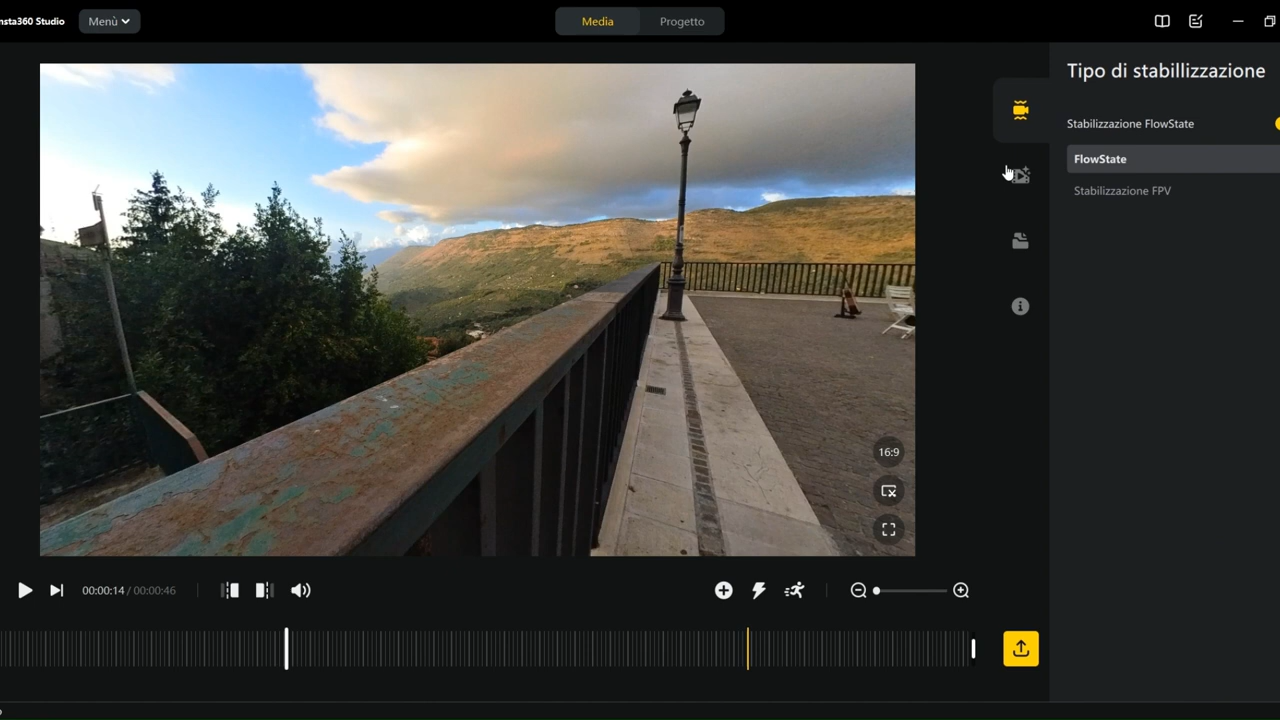 nsta360 Studio
Menù
Media
Progetto
Tipo di stabillizzazione
Stabilizzazione FlowState
FlowState
Stabilizzazione FPV
16:9
00:00:14 / 00:00:46